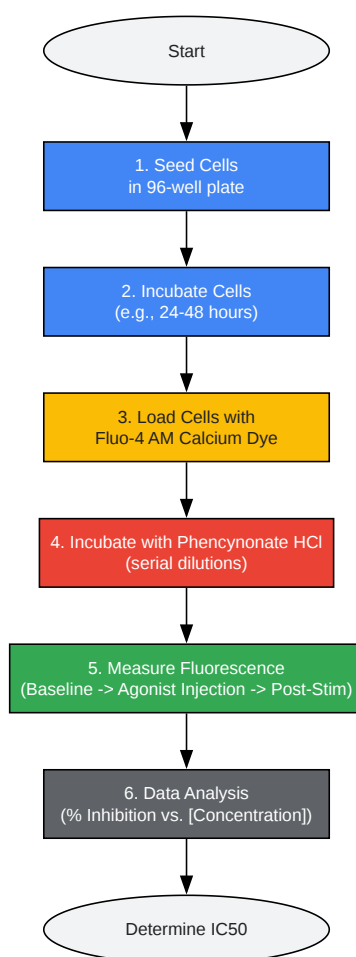 Start
1. Seed Cells
in 96-well plate
2. Incubate Cells
(e.g., 24-48 hours)
3. Load Cells with
Fluo-4 AM Calcium Dye
4. Incubate with Phencynonate HCl
(serial dilutions)
5. Measure Fluorescence
(Baseline -> Agonist Injection -> Post-Stim)
6. Data Analysis
(% Inhibition vs. [Concentration])
Determine IC50